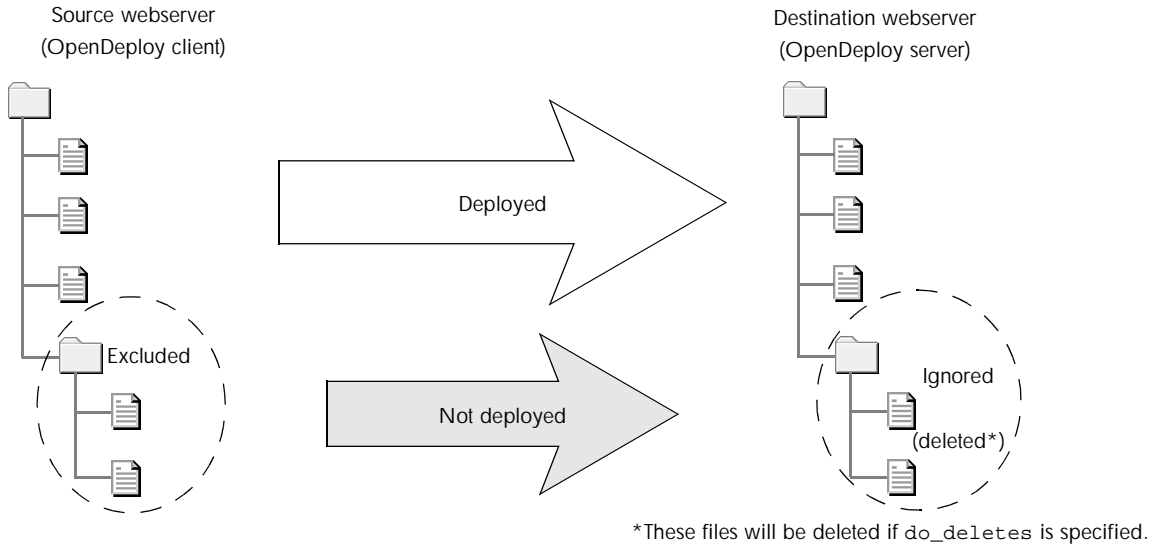 Source webserver
(OpenDeploy client)
Destination webserver
(OpenDeploy server)
Deployed
Excluded
Not deployed
Ignored
(deleted*)
*These files will be deleted if do_deletes is specified.